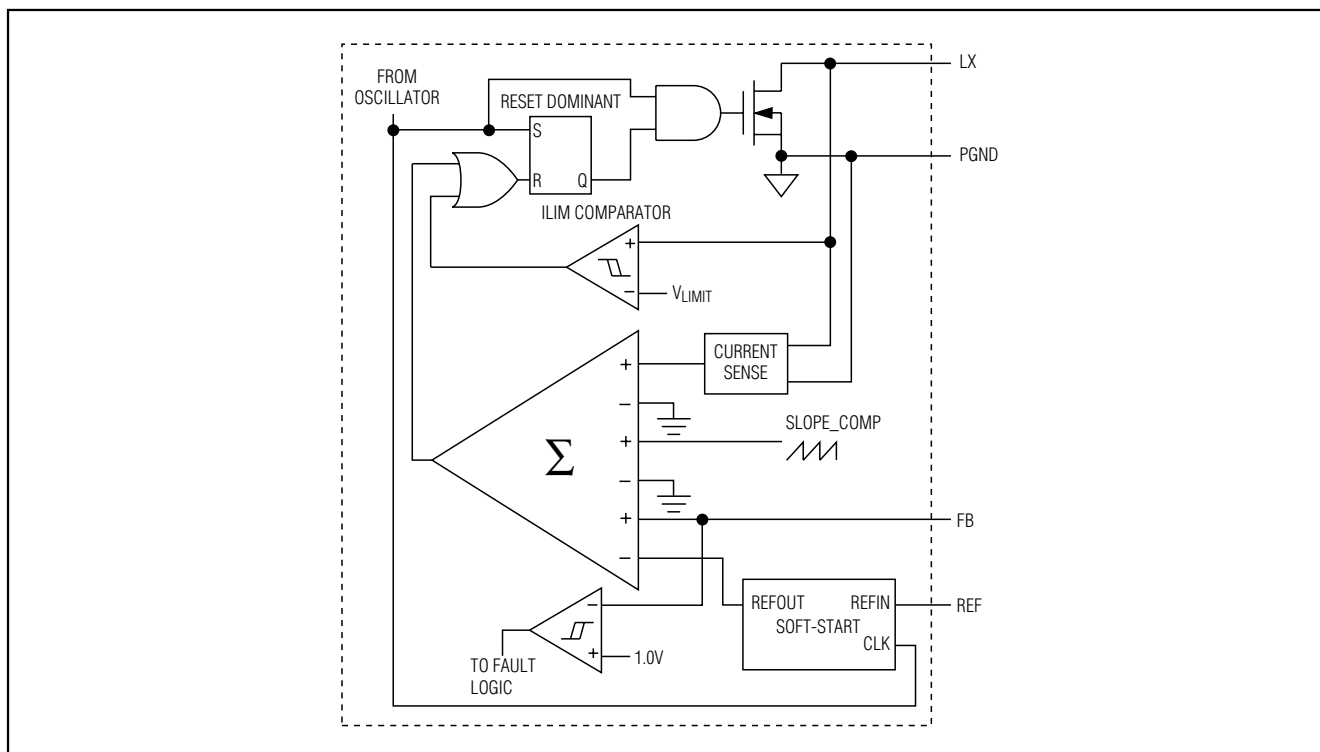 FROM
OSCILLATOR
LX
RESET DOMINANT
S
R
Q
PGND
ILIM COMPARATOR
+
−
VLIMIT
CURRENT
SENSE
+
−
+
−
+
−
Σ
SLOPE_COMP
FB
−
+
1.0V
TO FAULT
LOGIC
REFOUT
REFIN
SOFT-START
CLK
REF